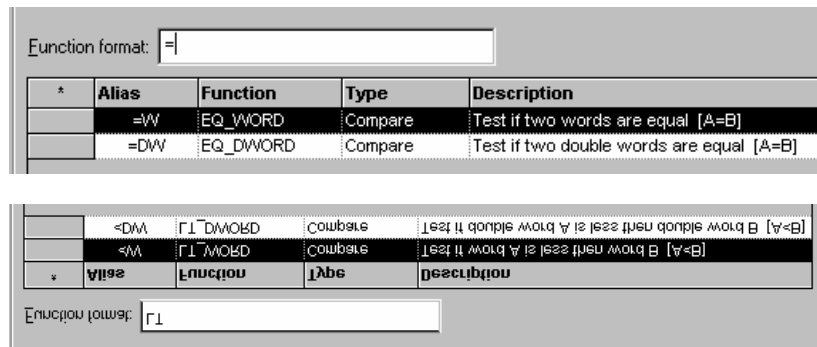 Function format: =
* Alias Function Type Description
=W EQ_WORD Compare Test if two words are equal [A=B]
=DW EQ_DWORD Compare Test if two double words are equal [A=B]
Function format: LT
* Alias Function Type Description
<W LT_WORD Compare Test if word A is less then word B [A<B]
<DW LT_DWORD Compare Test if double word A is less then double word B [A<B]